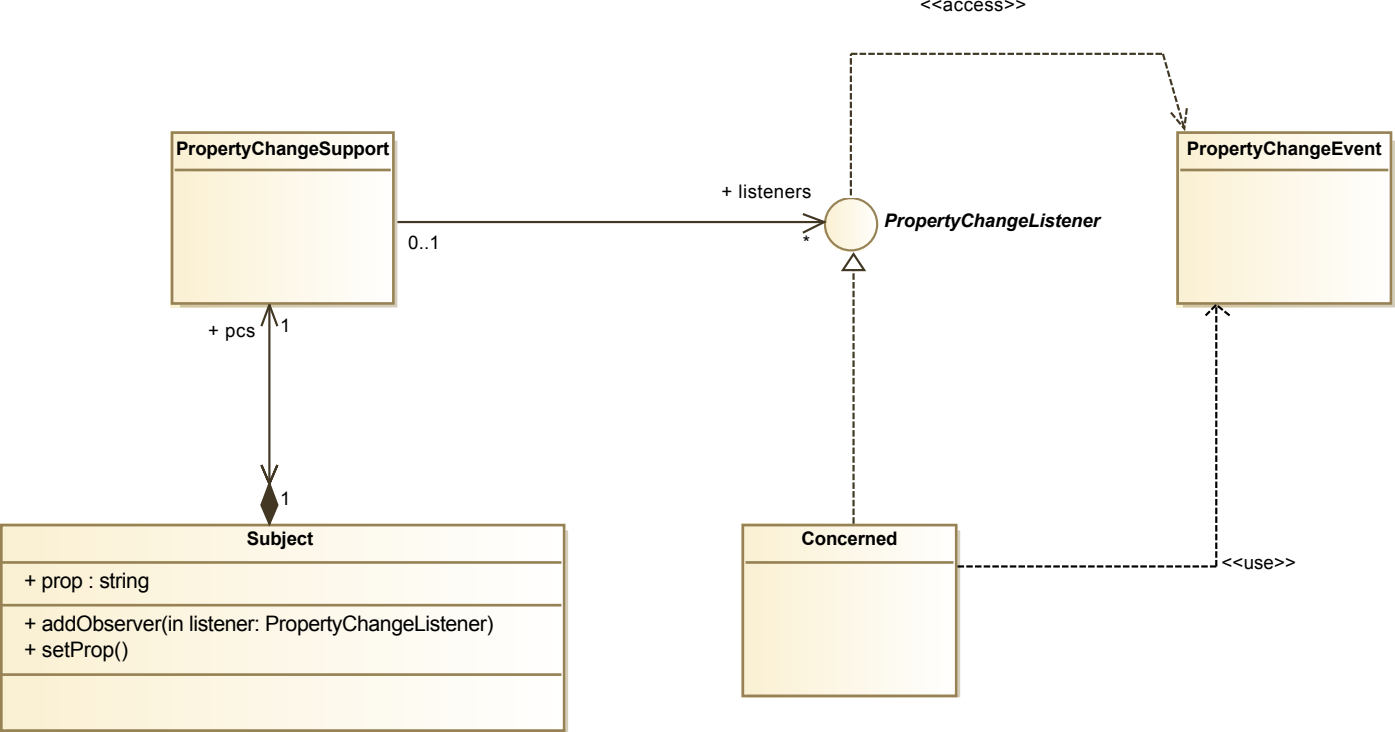 <<access>>
PropertyChangeSupport
PropertyChangeEvent
+ listeners
PropertyChangeListener
0..1
*
+ pcs
1
1
Subject
Concerned
<<use>>
+ prop : string
+ addObserver(in listener: PropertyChangeListener)
+ setProp()